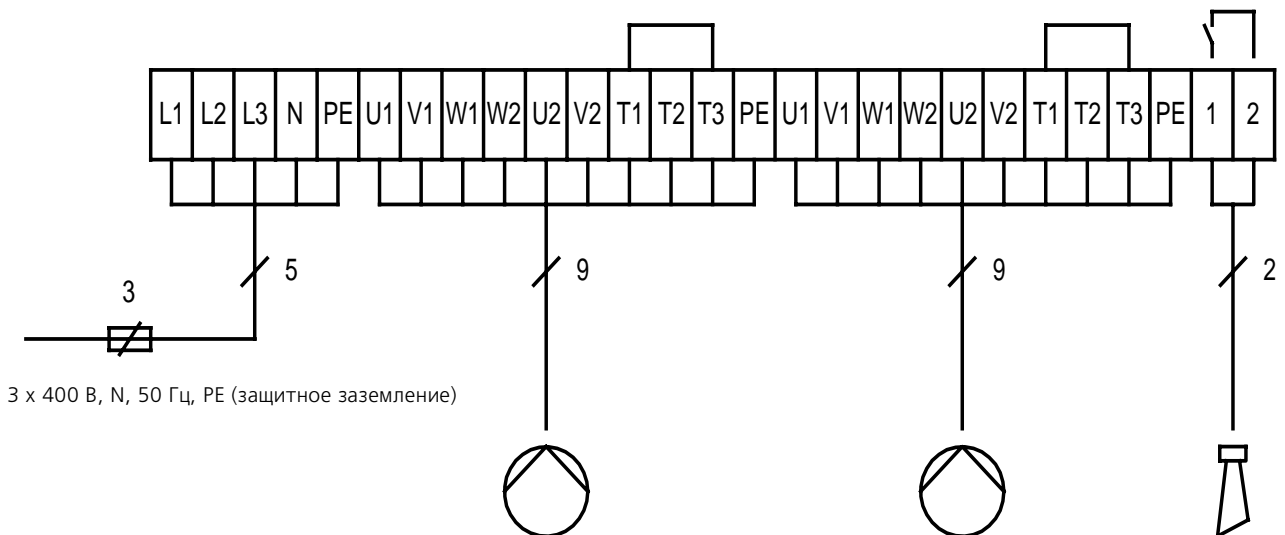 L1 L2 L3 N PE U1 V1 W1 W2 U2 V2 T1 T2 T3 PE U1 V1 W1 W2 U2 V2 T1 T2 T3 PE 1 2
5 9 9 2
3
3 x 400 В, N, 50 Гц, PE (защитное заземление)